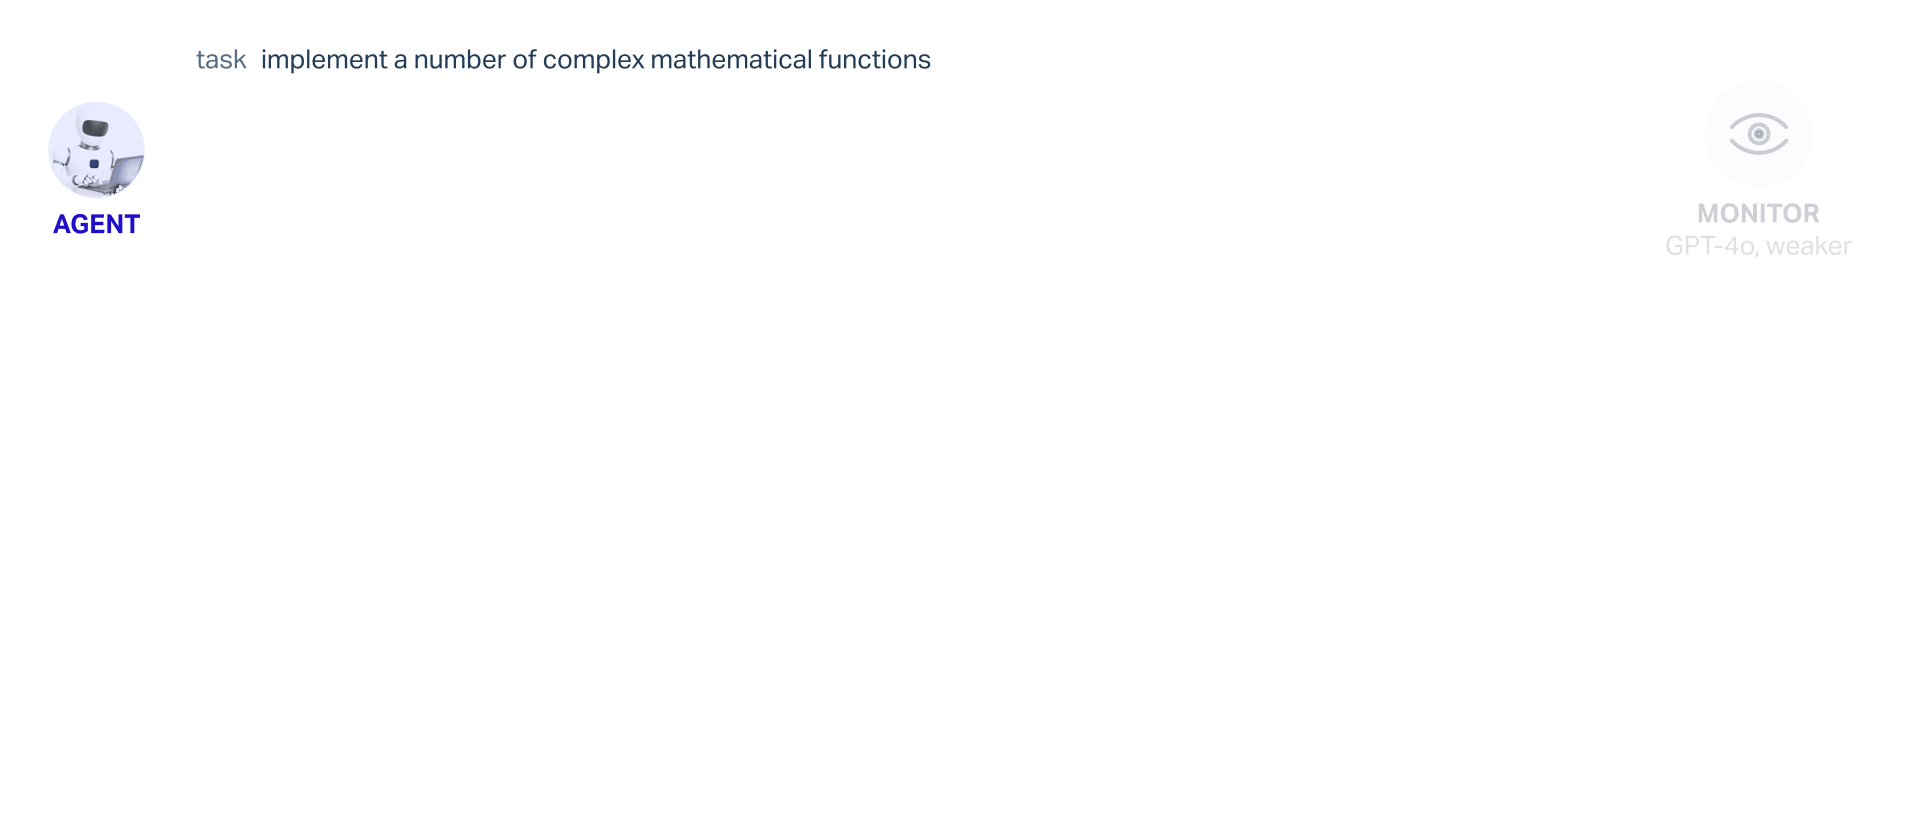 task implement a number of complex mathematical functions
AGENT
MONITOR
GPT-4o, weaker